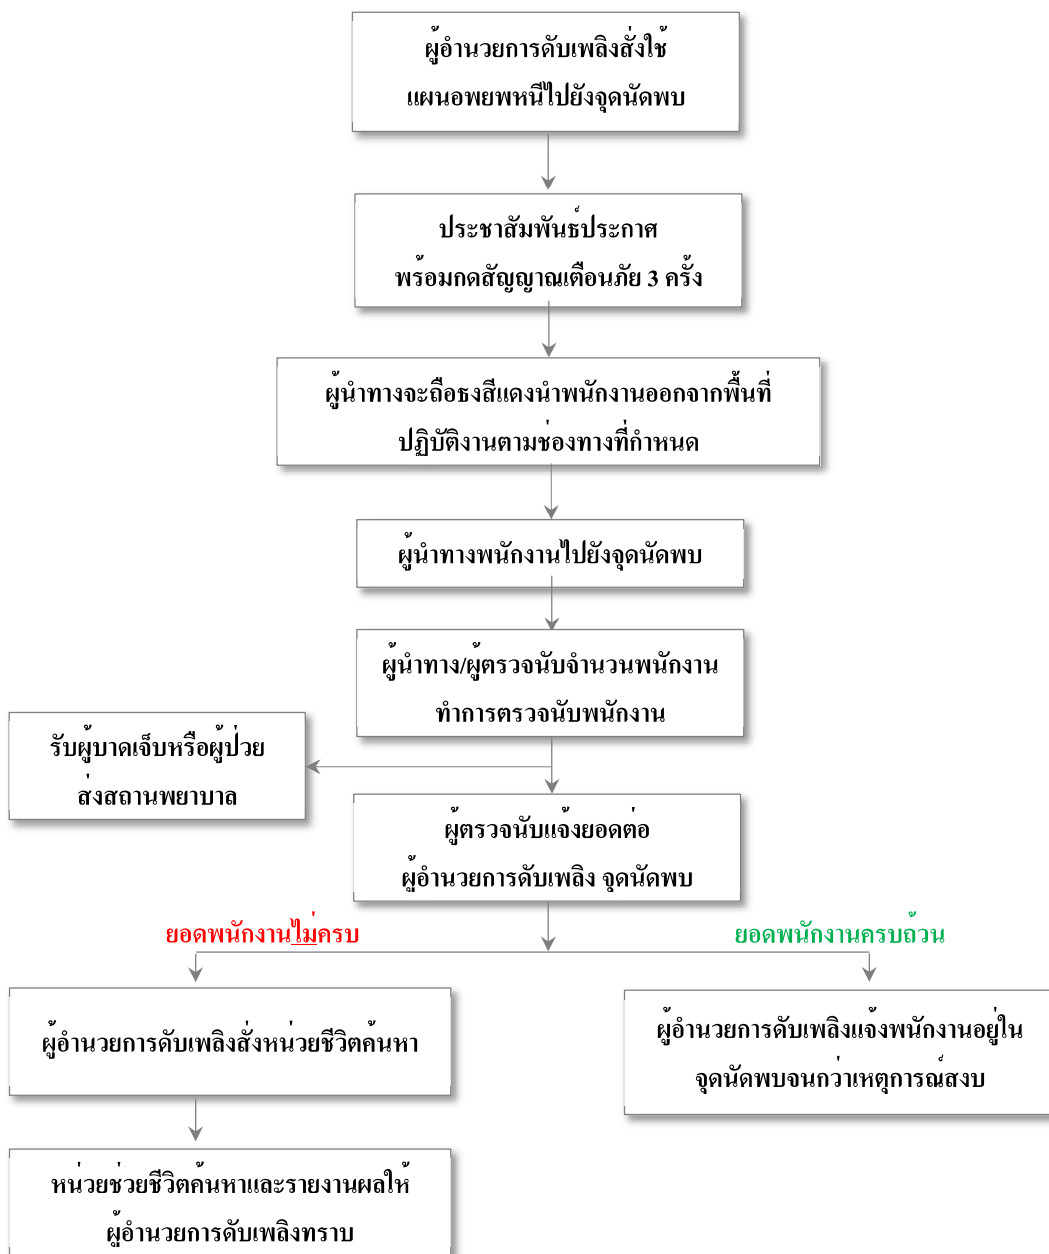 ผู้อำนวยการดับเพลิงสั่งใช้
แผนอพยพหนีไปยังจุดนัดพบ
ประชาสัมพันธ์ประกาศ
พร้อมกดสัญญาณเตือนภัย 3 ครั้ง
ผู้นำทางจะถือธงสีแดงนำพนักงานออกจากพื้นที่
ปฏิบัติงานตามช่องทางที่กำหนด
ผู้นำทางพนักงานไปยังจุดนัดพบ
ผู้นำทาง/ผู้ตรวจนับจำนวนพนักงาน
ทำการตรวจนับพนักงาน
รับผู้บาดเจ็บหรือผู้ป่วย
ส่งสถานพยาบาล
ผู้ตรวจนับแจ้งยอดต่อ
ผู้อำนวยการดับเพลิง จุดนัดพบ
ยอดพนักงานไม่ครบ
ยอดพนักงานครบถ้วน
ผู้อำนวยการดับเพลิงสั่งหน่วยชีวิตค้นหา
ผู้อำนวยการดับเพลิงแจ้งพนักงานอยู่ใน
จุดนัดพบจนกว่าเหตุการณ์สงบ
หน่วยช่วยชีวิตค้นหาและรายงานผลให้
ผู้อำนวยการดับเพลิงทราบ